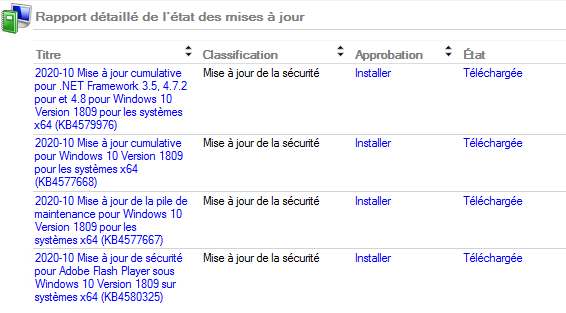 Rapport détaillé de l'état des mises à jour
Titre Classification Approbation État
2020-10 Mise à jour cumulative Mise à jour de la sécurité Installer Téléchargée
pour .NET Framework 3.5, 4.7.2
pour et 4.8 pour Windows 10
Version 1809 pour les systèmes
x64 (KB4579976)
2020-10 Mise à jour cumulative Mise à jour de la sécurité Installer Téléchargée
pour Windows 10 Version 1809
pour les systèmes x64
(KB4577668)
2020-10 Mise à jour de la pile de Mise à jour de la sécurité Installer Téléchargée
maintenance pour Windows 10
Version 1809 pour les
systèmes x64 (KB4577667)
2020-10 Mise à jour de sécurité Mise à jour de la sécurité Installer Téléchargée
pour Adobe Flash Player sous
Windows 10 Version 1809 sur
systèmes x64 (KB4580325)